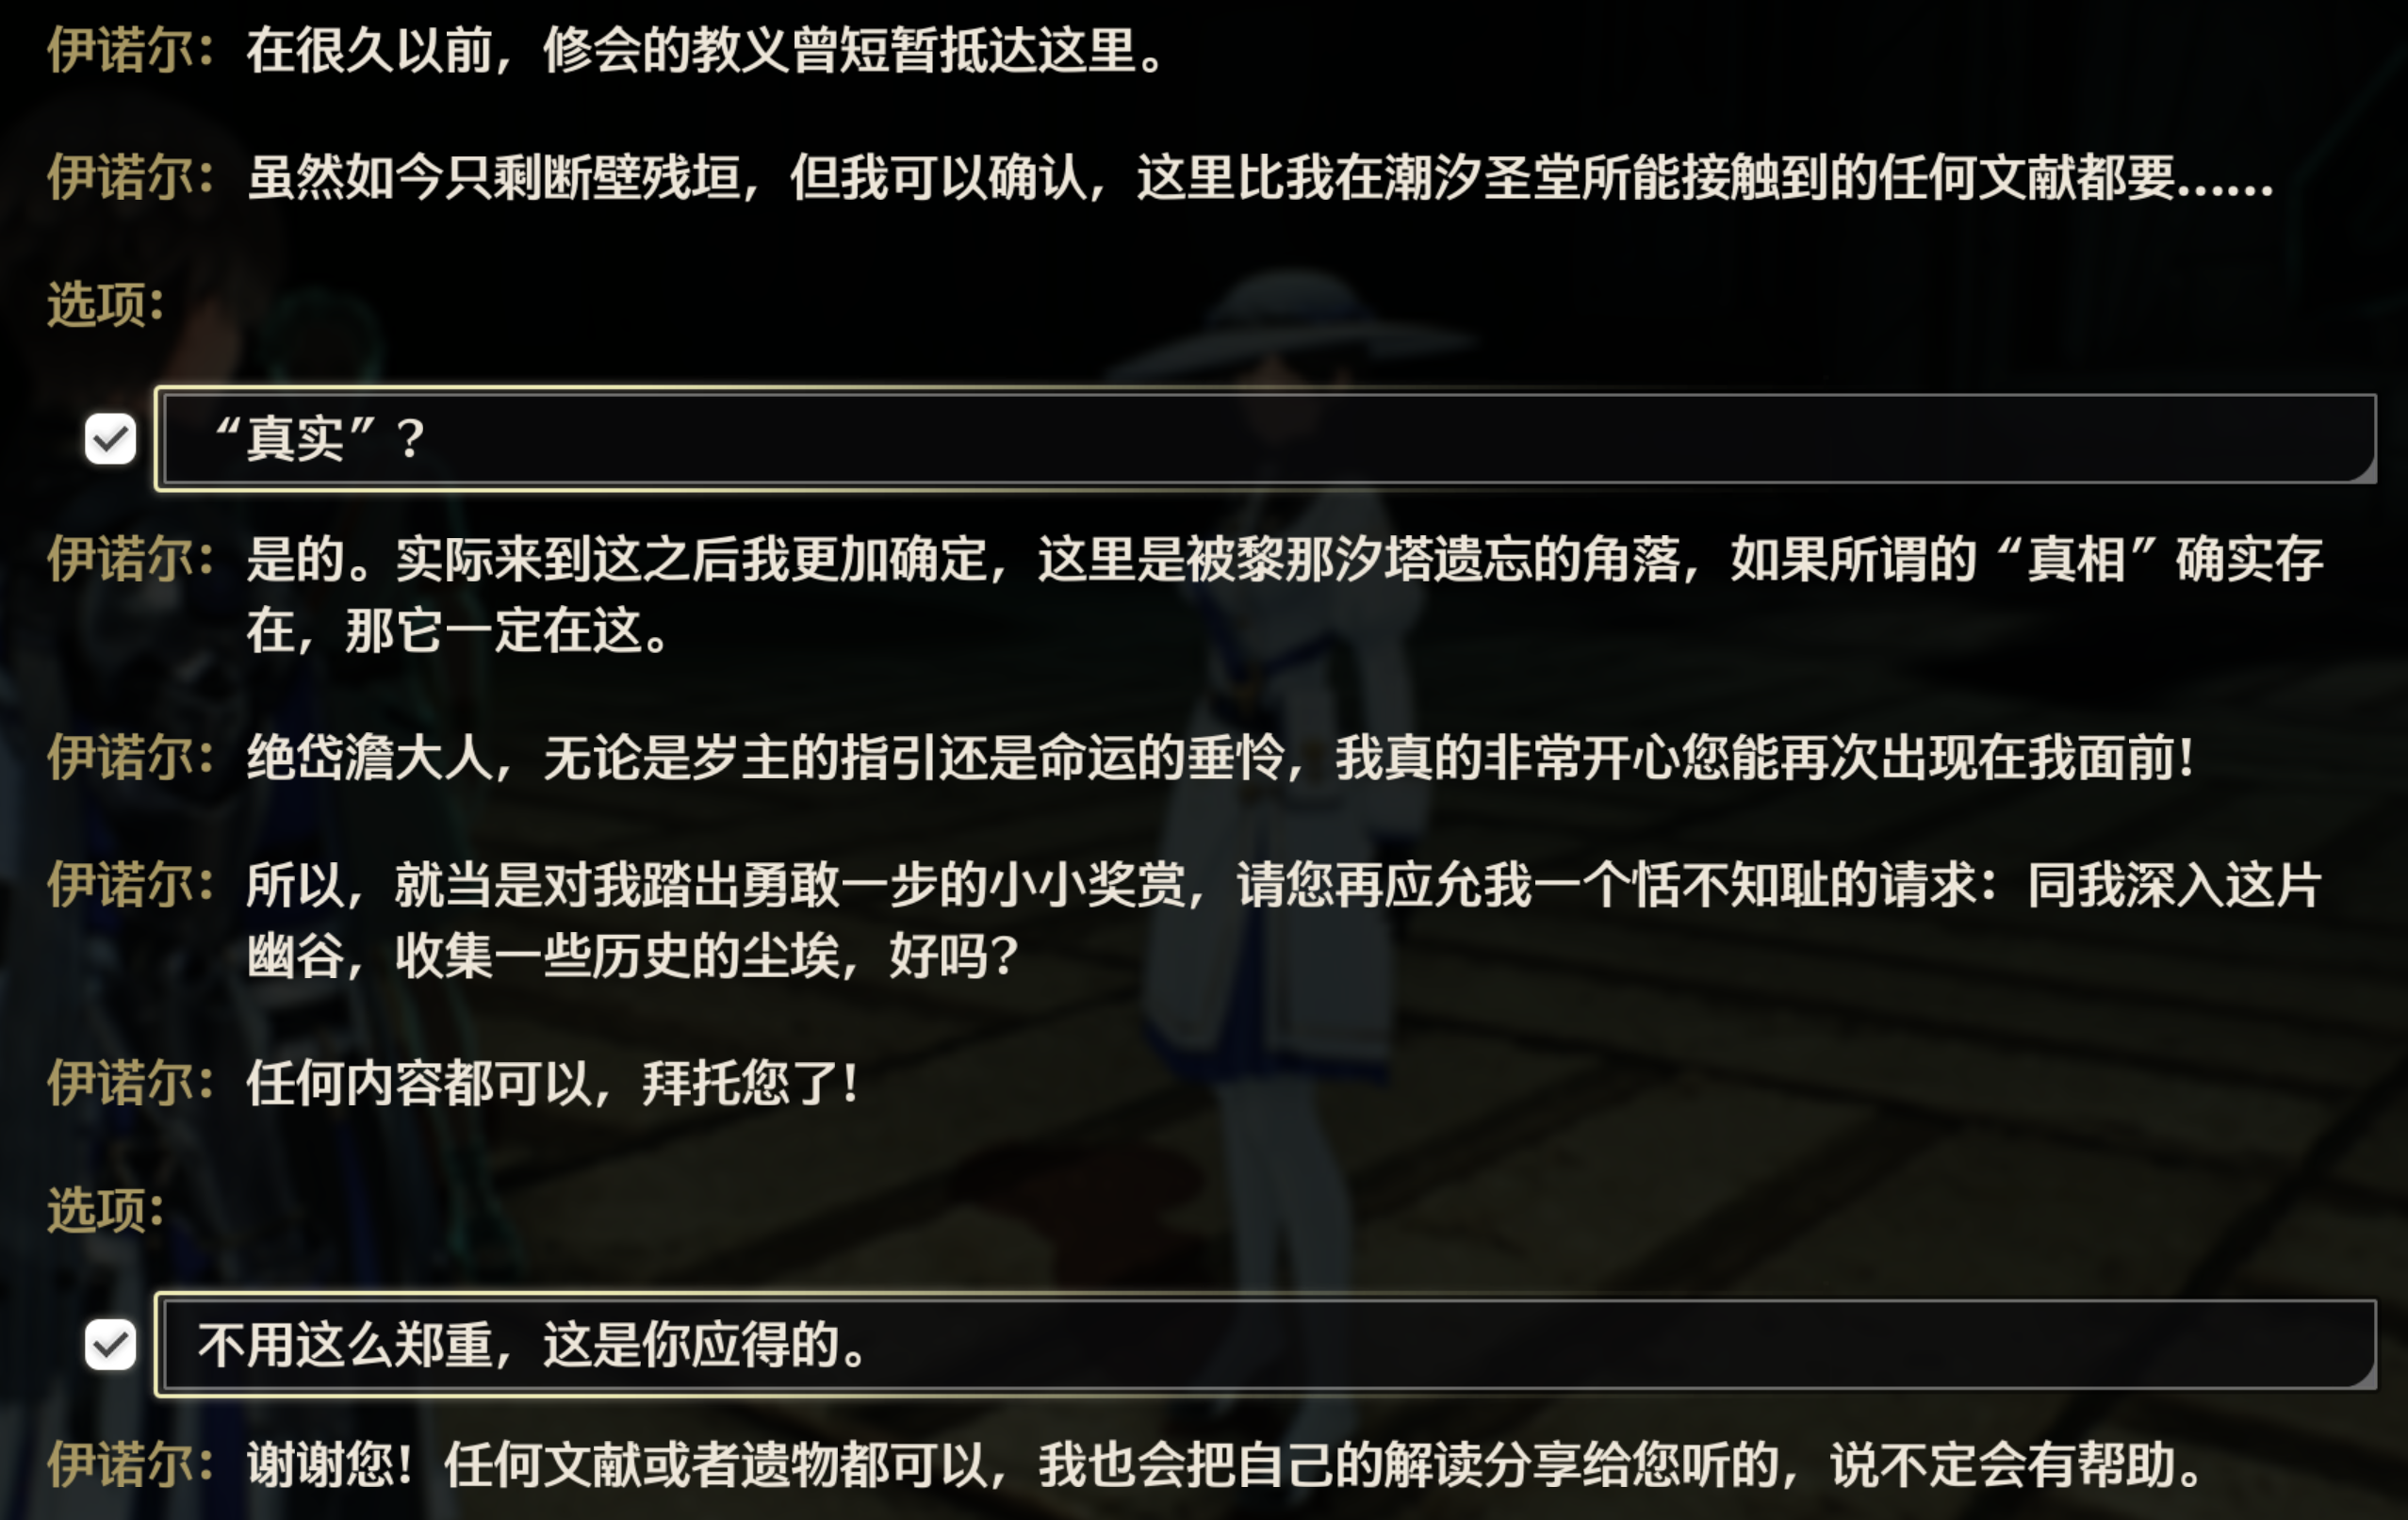 伊诺尔：在很久以前，修会的教义曾短暂抵达这里。
伊诺尔：虽然如今只剩断壁残垣，但我可以确认，这里比我在潮汐圣堂所能接触到的任何文献都要……
选项：
“真实”？
伊诺尔：是的。实际来到这之后我更加确定，这里是被黎那汐塔遗忘的角落，如果所谓的“真相”确实存
在，那它一定在这。
伊诺尔：绝岱澹大人，无论是岁主的指引还是命运的垂怜，我真的非常开心您能再次出现在我面前！
伊诺尔：所以，就当是对我踏出勇敢一步的小小奖赏，请您再应允我一个恬不知耻的请求：同我深入这片
幽谷，收集一些历史的尘埃，好吗？
伊诺尔：任何内容都可以，拜托您了！
选项：
不用这么郑重，这是你应得的。
伊诺尔：谢谢您！任何文献或者遗物都可以，我也会把自己的解读分享给您听的，说不定会有帮助。